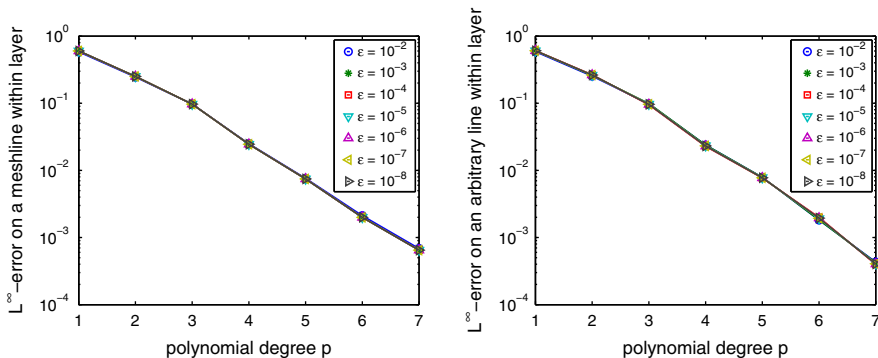 L∞−error on a meshline within layer
10⁰
10⁻¹
10⁻²
10⁻³
10⁻⁴
1 2 3 4 5 6 7
polynomial degree p
ε = 10⁻²
ε = 10⁻³
ε = 10⁻⁴
ε = 10⁻⁵
ε = 10⁻⁶
ε = 10⁻⁷
ε = 10⁻⁸
L∞−error on an arbitrary line within layer
10⁰
10⁻¹
10⁻²
10⁻³
10⁻⁴
1 2 3 4 5 6 7
polynomial degree p
ε = 10⁻²
ε = 10⁻³
ε = 10⁻⁴
ε = 10⁻⁵
ε = 10⁻⁶
ε = 10⁻⁷
ε = 10⁻⁸